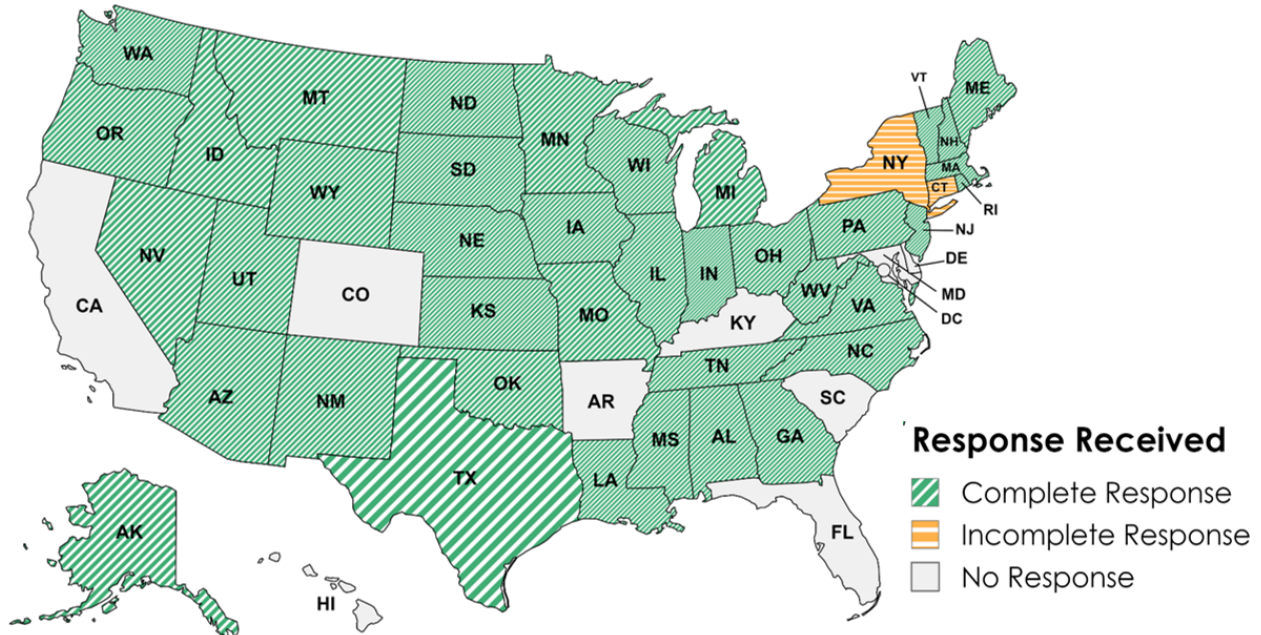 WA
MT
ND
MN
VT
ME
OR
ID
SD
WI
MI
NY
NH
MA
CT
RI
WY
NE
IA
PA
NJ
NV
UT
CO
IL
IN
OH
DE
MD
DC
CA
KS
MO
WV
VA
KY
AZ
NM
OK
TN
NC
AR
SC
MS
AL
GA
TX
LA
AK
FL
HI
Response Received
Complete Response
Incomplete Response
No Response